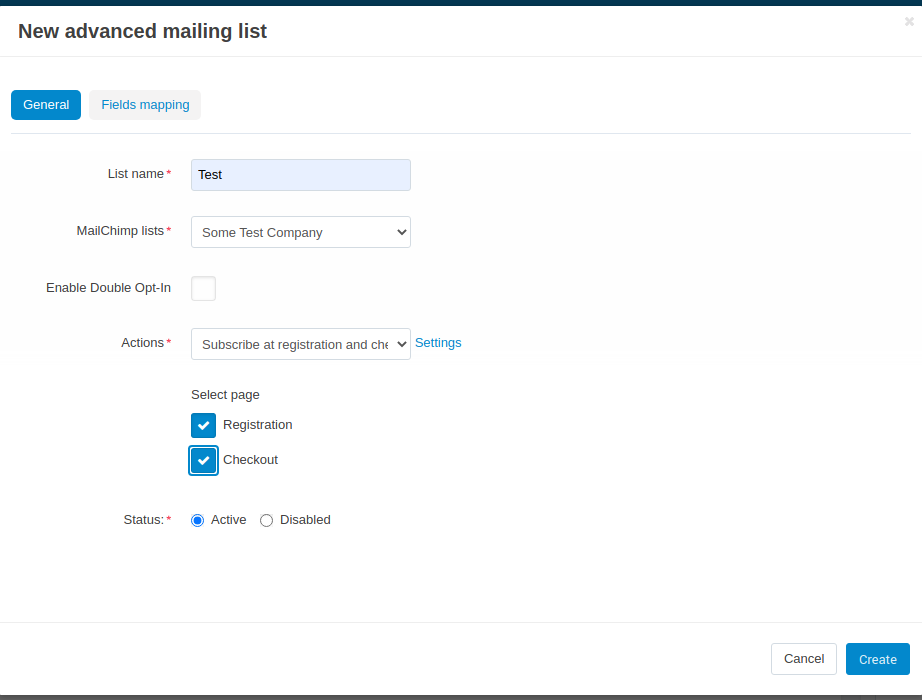 New advanced mailing list
General Fields mapping
List name* Test
MailChimp lists* Some Test Company
Enable Double Opt-In
Actions* Subscribe at registration and che Settings
Select page
Registration
Checkout
Status:* Active Disabled
Cancel Create